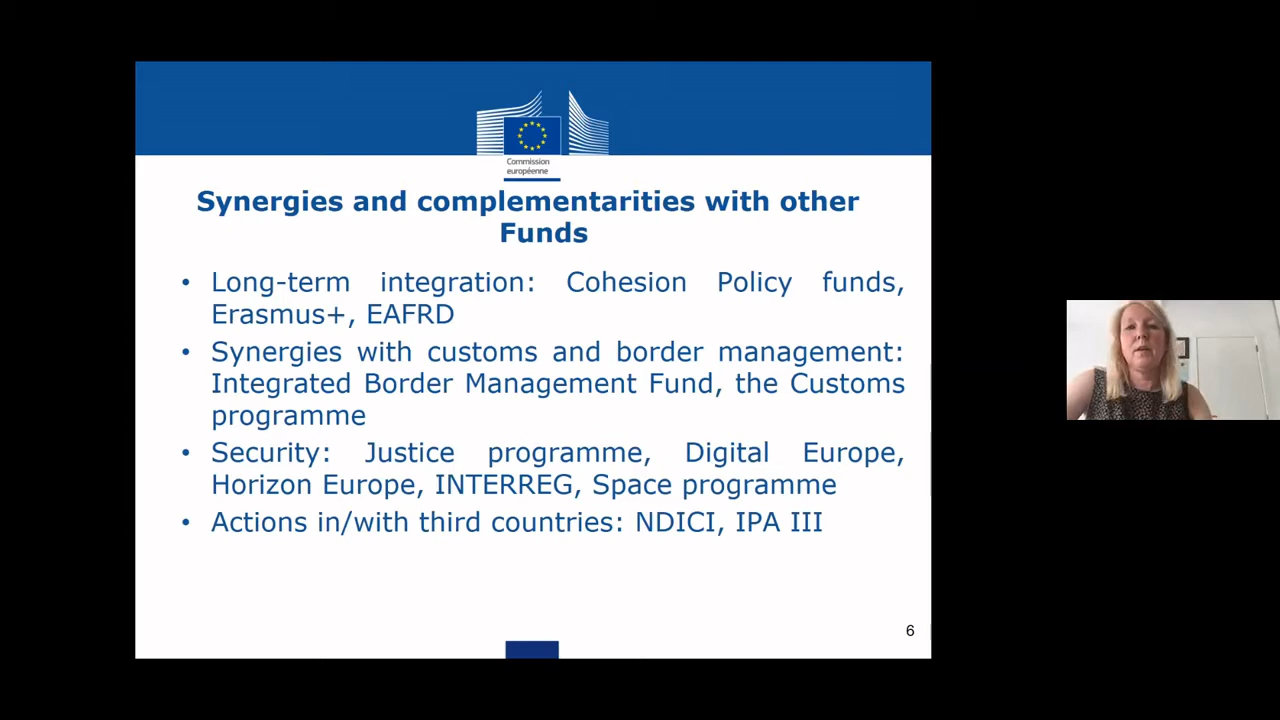 Commission
européenne
Synergies and complementarities with other
Funds
• Long-term integration: Cohesion Policy funds,
Erasmus+, EAFRD
• Synergies with customs and border management:
Integrated Border Management Fund, the Customs
programme
• Security: Justice programme, Digital Europe,
Horizon Europe, INTERREG, Space programme
• Actions in/with third countries: NDICI, IPA III
6